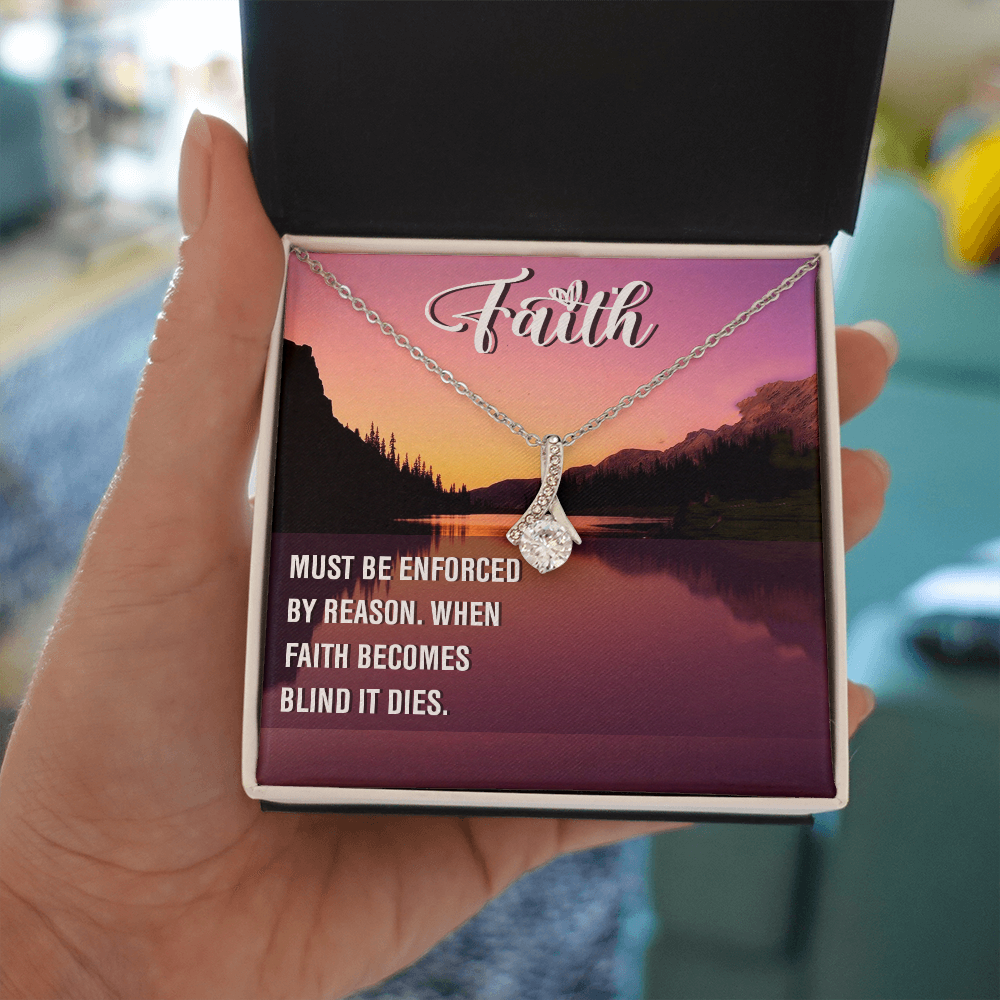 Faith
MUST BE ENFORCED
BY REASON. WHEN
FAITH BECOMES
BLIND IT DIES.